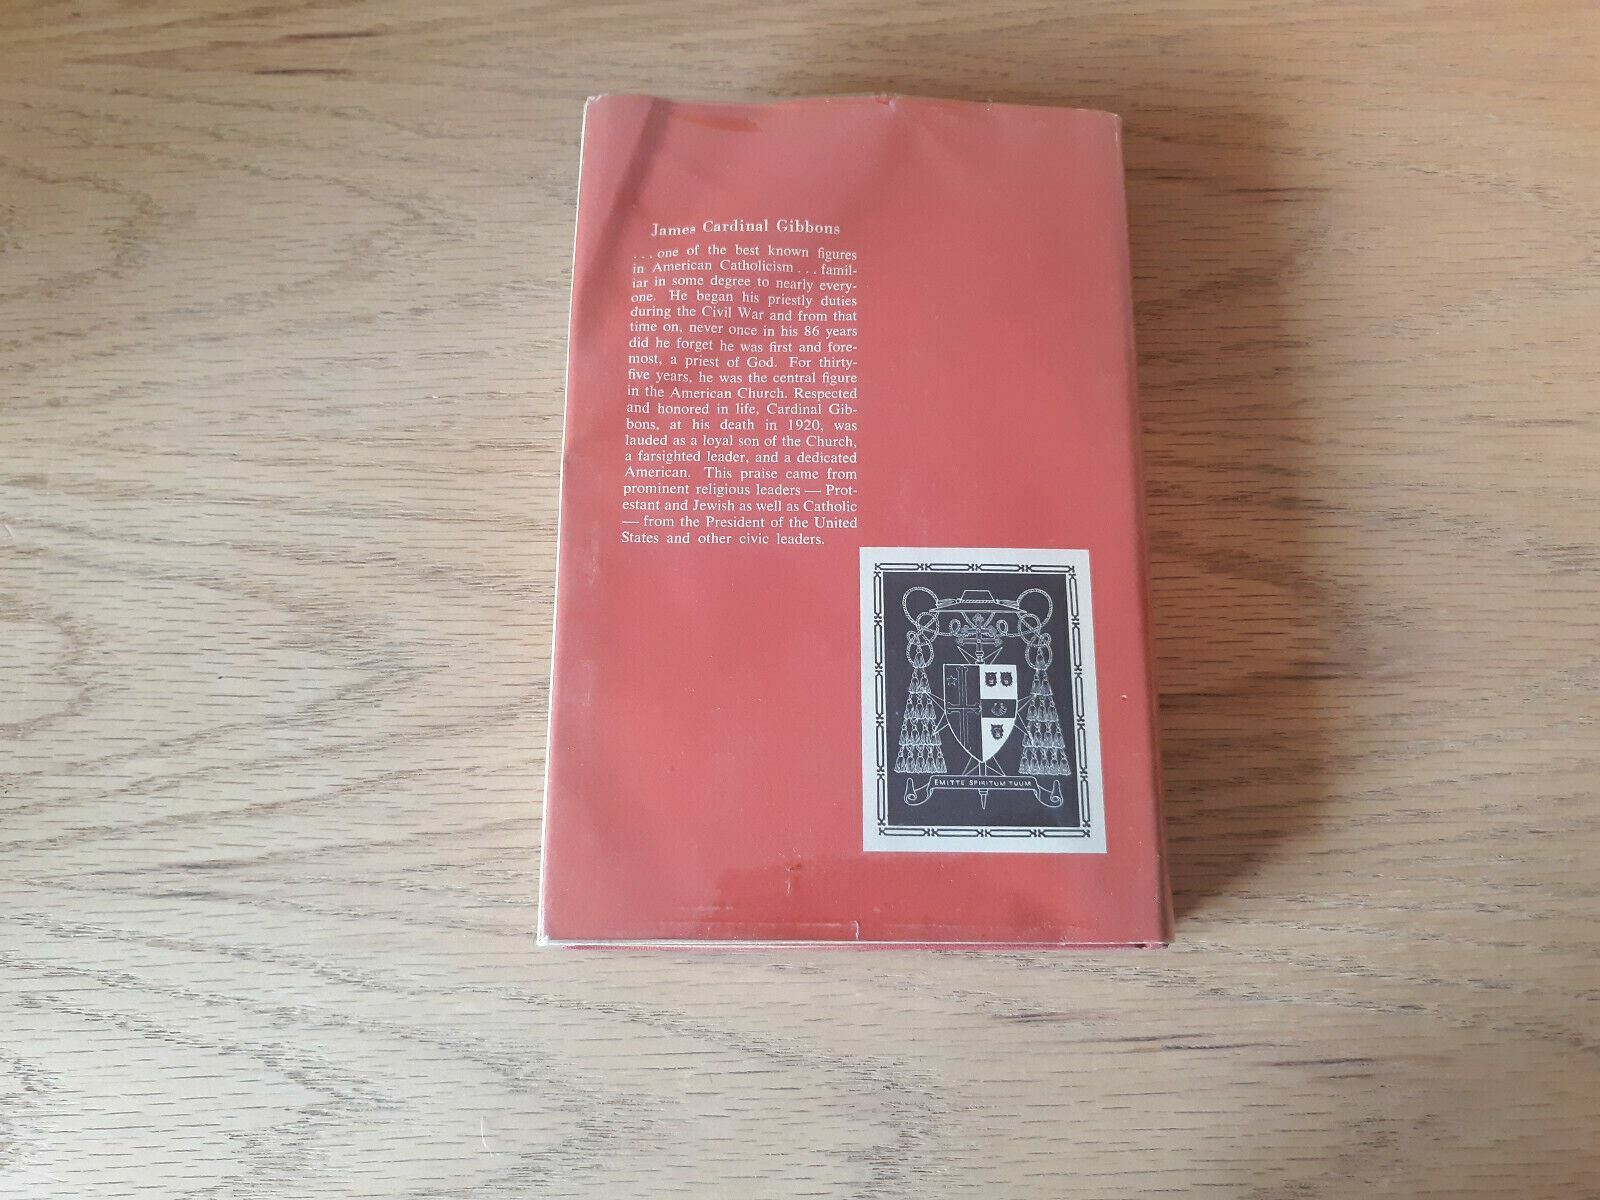 James Cardinal Gibbons
. . . one of the best known figures
in American Catholicism . . . famil-
iar in some degree to nearly every-
one. He began his priestly duties
during the Civil War and from that
time on, never once in his 86 years
did he forget he was first and fore-
most, a priest of God. For thirty-
five years, he was the central figure
in the American Church. Respected
and honored in life, Cardinal Gib-
bons, at his death in 1920, was
lauded as a loyal son of the Church,
a farsighted leader, and a dedicated
American. This praise came from
prominent religious leaders — Prot-
estant and Jewish as well as Catholic
— from the President of the United
States and other civic leaders.
EMITTE SPIRITUM TUUM